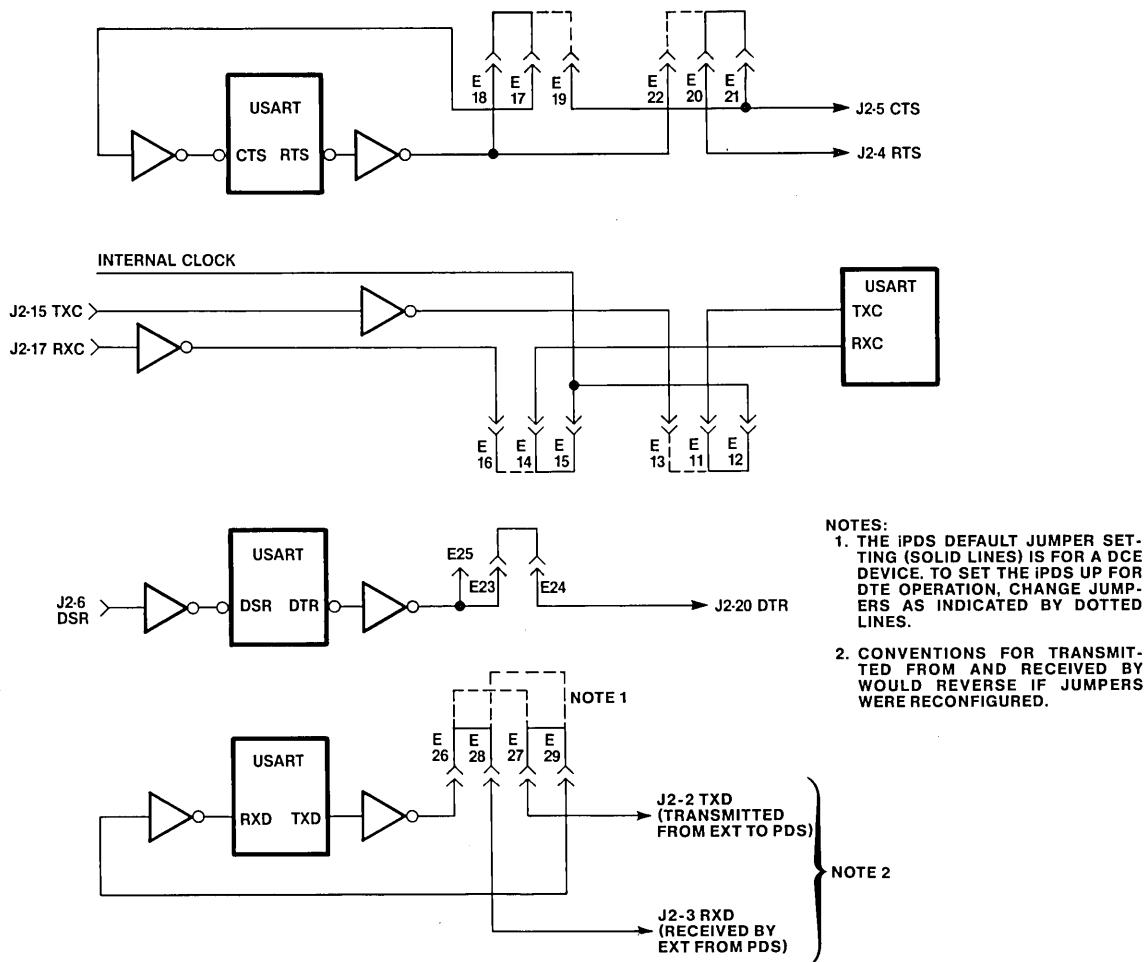 E 18
E 17
E 19
E 22
E 20
E 21
USART
CTS RTS
J2-5 CTS
J2-4 RTS
INTERNAL CLOCK
J2-15 TXC
J2-17 RXC
USART
TXC
RXC
E 16
E 14
E 15
E 13
E 11
E 12
USART
DSR DTR
J2-6
DSR
E25
E23
E24
J2-20 DTR
NOTES:
1. THE iPDS DEFAULT JUMPER SET-
TING (SOLID LINES) IS FOR A DCE
DEVICE. TO SET THE iPDS UP FOR
DTE OPERATION, CHANGE JUMP-
ERS AS INDICATED BY DOTTED
LINES.
2. CONVENTIONS FOR TRANSMIT-
TED FROM AND RECEIVED BY
WOULD REVERSE IF JUMPERS
WERE RECONFIGURED.
NOTE 1
E 26
E 28
E 27
E 29
USART
RXD TXD
J2-2 TXD
(TRANSMITTED
FROM EXT TO PDS)
NOTE 2
J2-3 RXD
(RECEIVED BY
EXT FROM PDS)